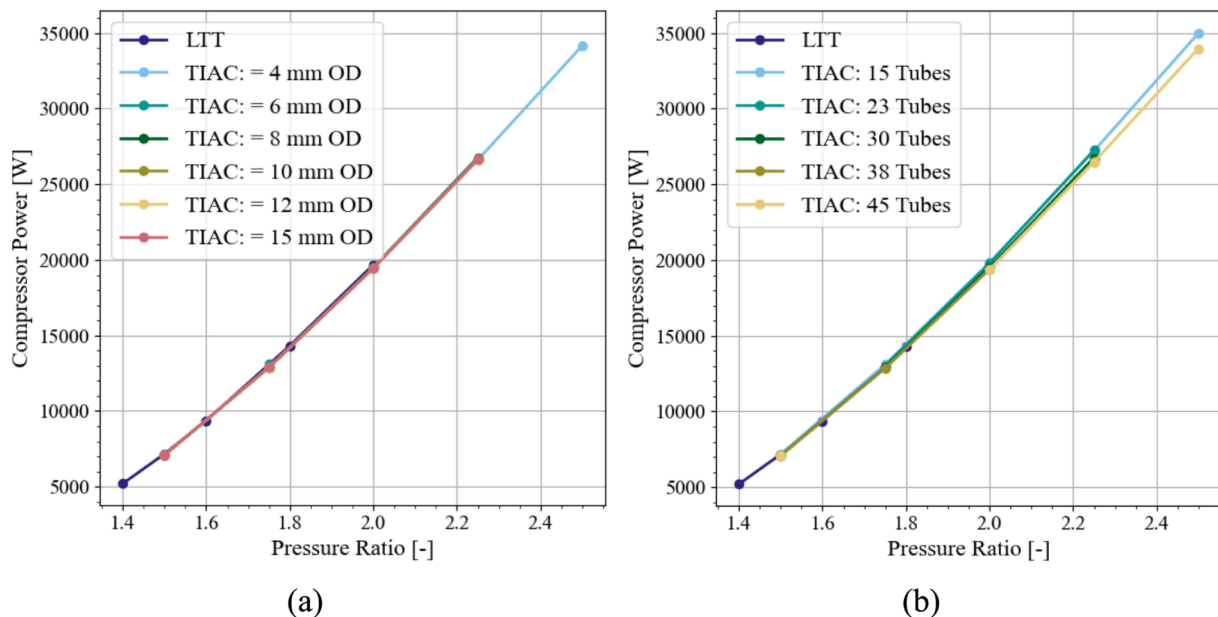 35000
30000
25000
20000
15000
10000
5000
Compressor Power [W]
LTT
TIAC: = 4 mm OD
TIAC: = 6 mm OD
TIAC: = 8 mm OD
TIAC: = 10 mm OD
TIAC: = 12 mm OD
TIAC: = 15 mm OD
1.4 1.6 1.8 2.0 2.2 2.4
Pressure Ratio [-]
(a)
35000
30000
25000
20000
15000
10000
5000
Compressor Power [W]
LTT
TIAC: 15 Tubes
TIAC: 23 Tubes
TIAC: 30 Tubes
TIAC: 38 Tubes
TIAC: 45 Tubes
1.4 1.6 1.8 2.0 2.2 2.4
Pressure Ratio [-]
(b)